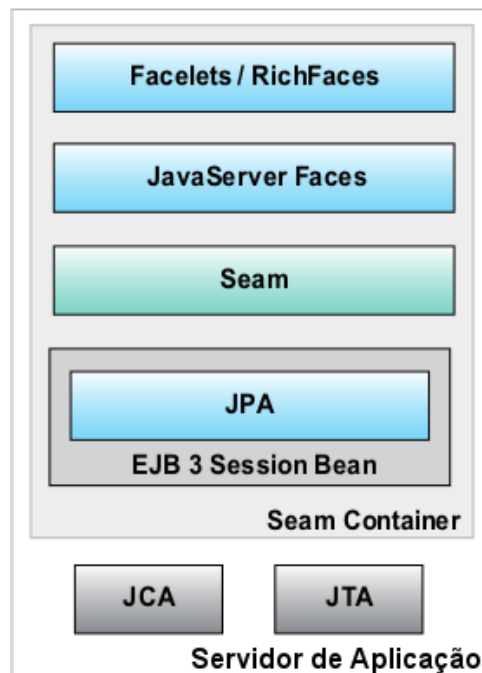 Facelets / RichFaces
JavaServer Faces
Seam
JPA
EJB 3 Session Bean
Seam Container
JCA
JTA
Servidor de Aplicação